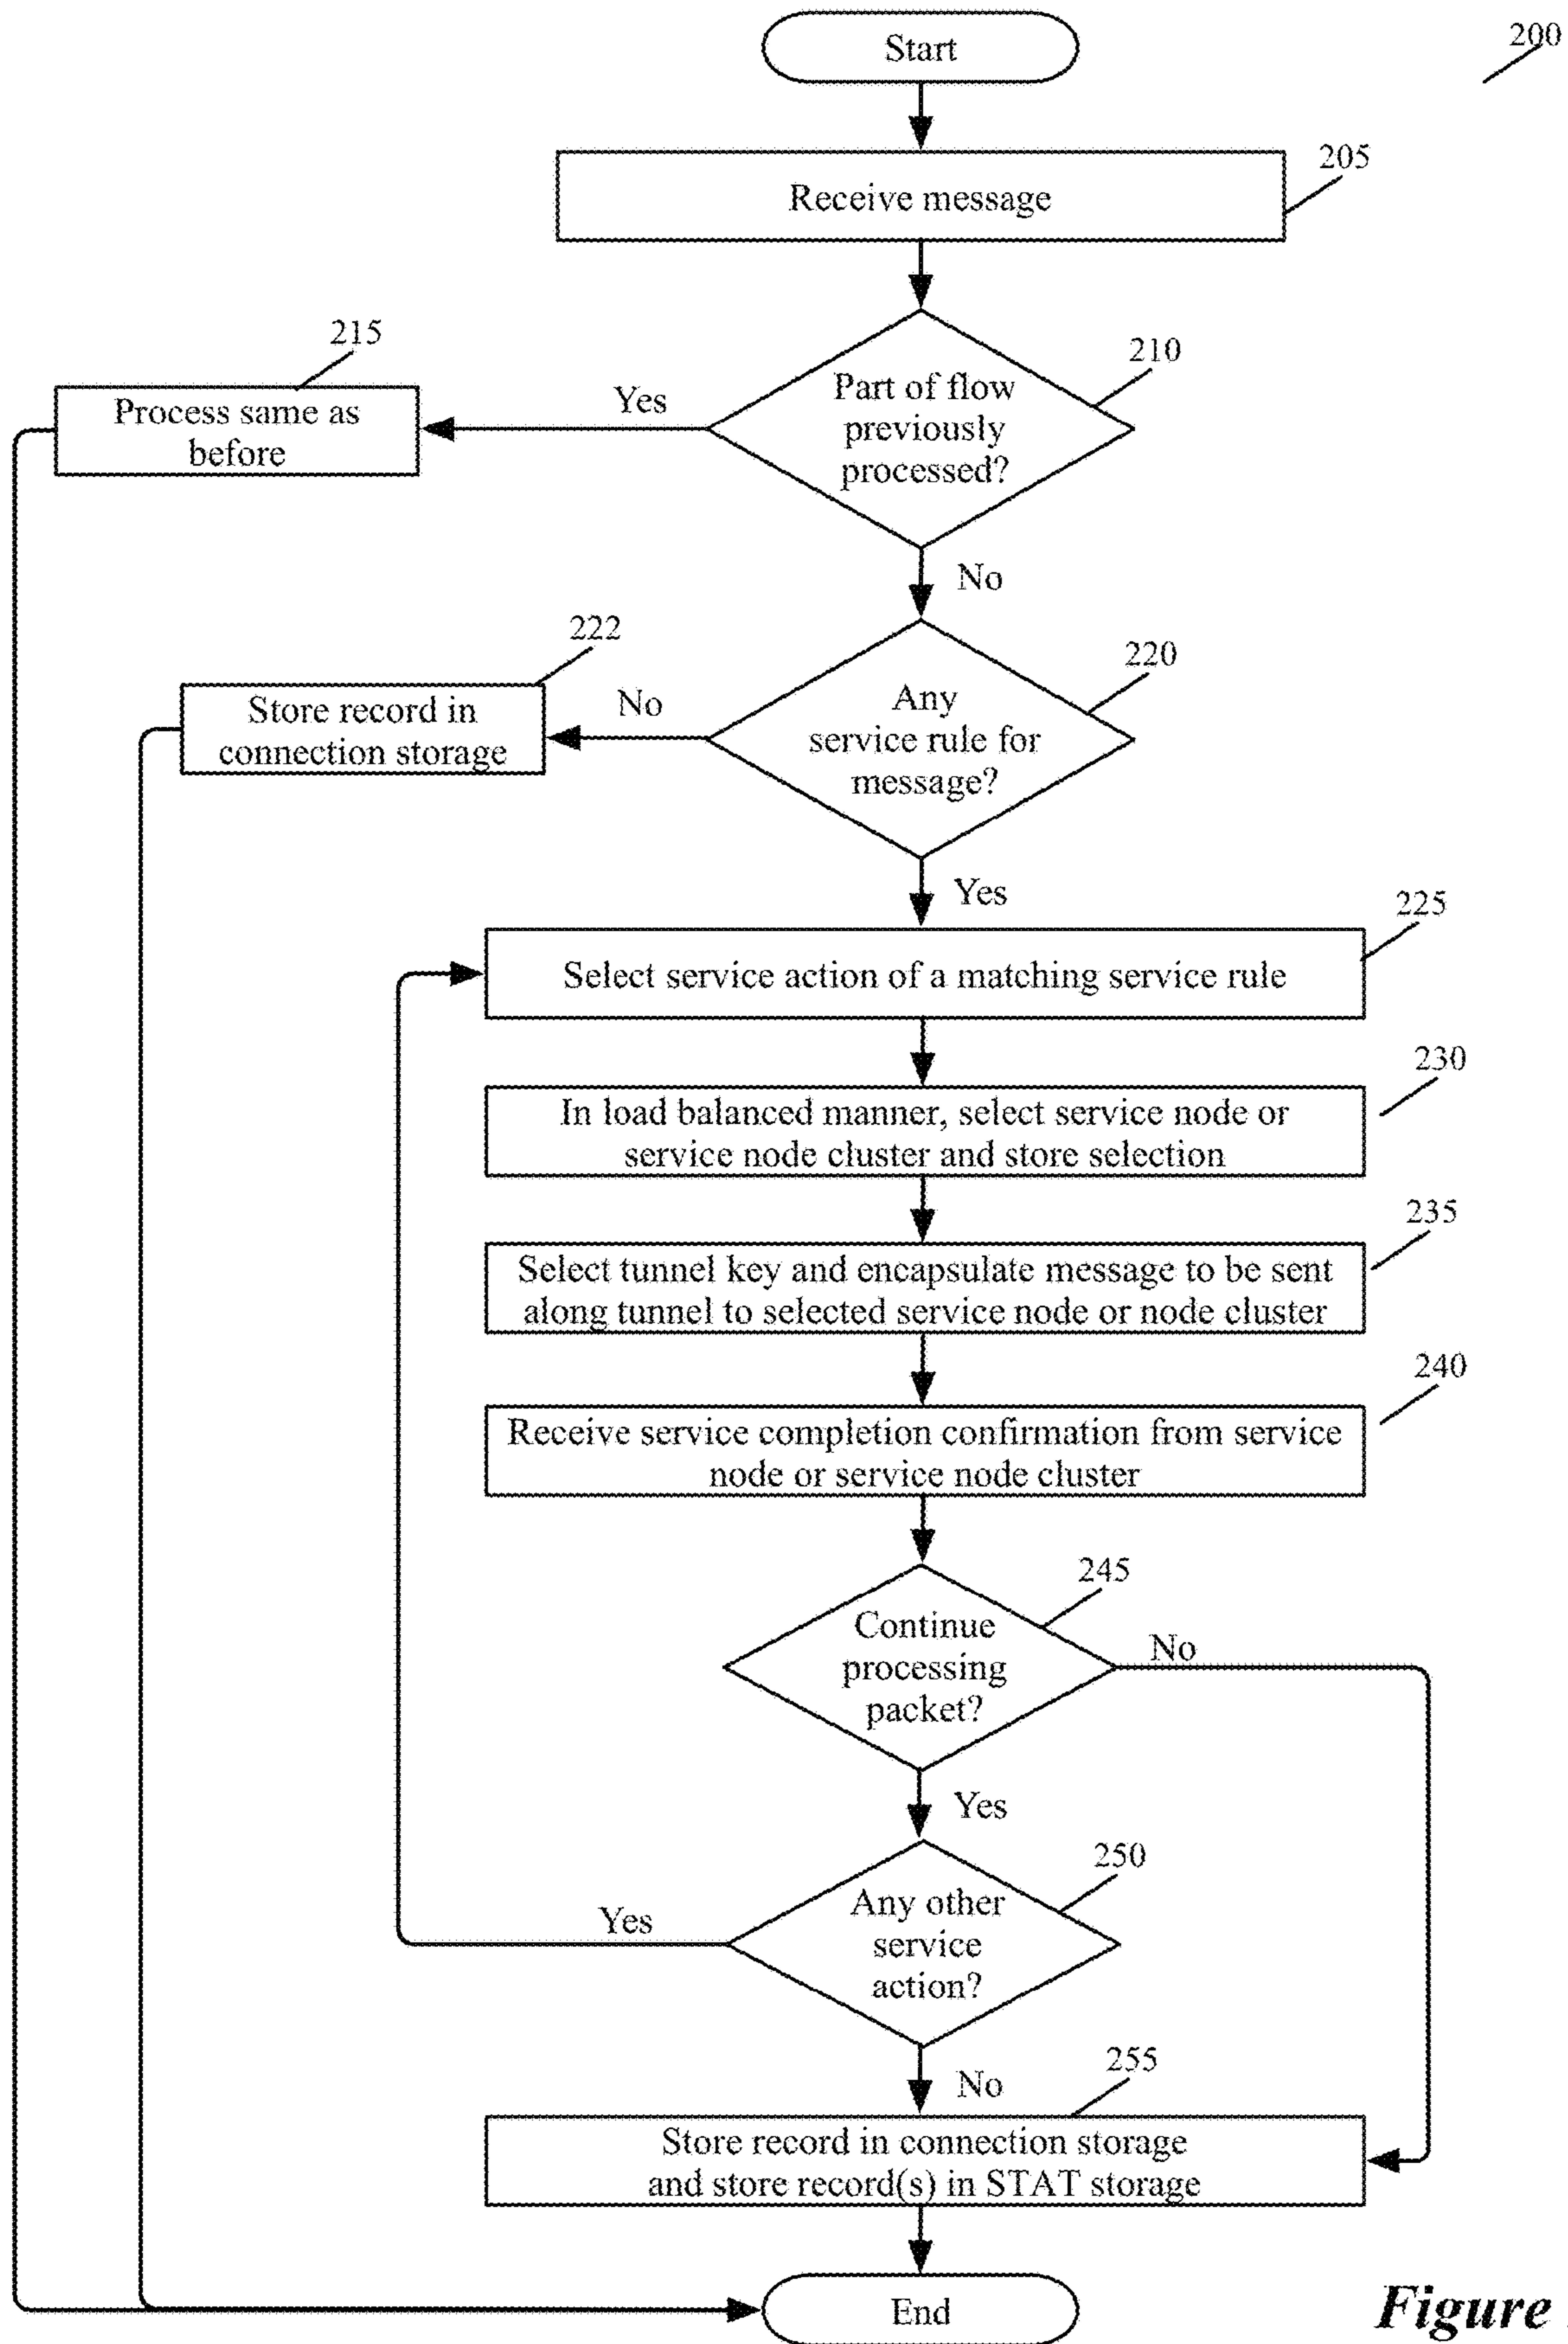 Start
200
205
Receive message
210
215
Part of flow
previously
processed?
Yes
Process same as
before
No
222
220
Store record in
connection storage
No
Any
service rule for
message?
Yes
225
Select service action of a matching service rule
230
In load balanced manner, select service node or
service node cluster and store selection
235
Select tunnel key and encapsulate message to be sent
along tunnel to selected service node or node cluster
240
Receive service completion confirmation from service
node or service node cluster
245
Continue
processing
packet?
No
Yes
250
Any other
service
action?
Yes
No
255
Store record in connection storage
and store record(s) in STAT storage
End
Figure